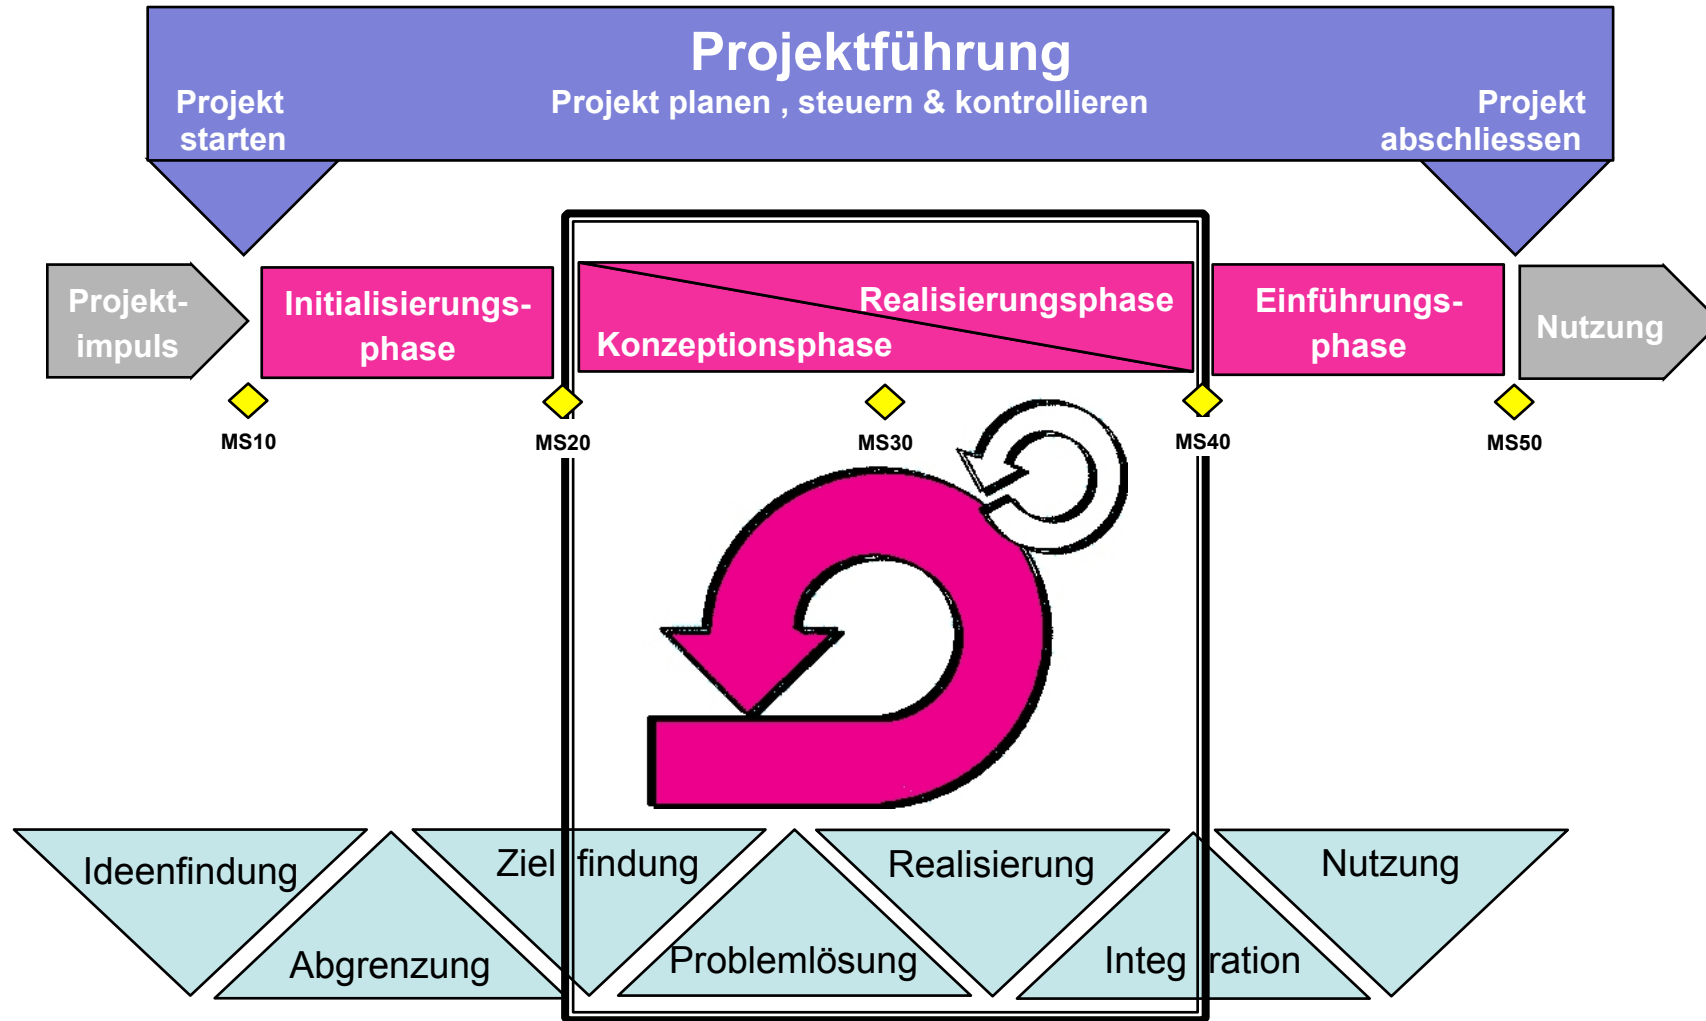 Projektführung
Projekt planen , steuern & kontrollieren
Projekt
starten
Projekt
abschliessen
Projekt-
impuls
Initialisierungs-
phase
Realisierungsphase
Konzeptionsphase
Einführungs-
phase
Nutzung
MS10
MS20
MS30
MS40
MS50
Ideenfindung
Ziel findung
Realisierung
Nutzung
Abgrenzung
Problemlösung
Integ ration